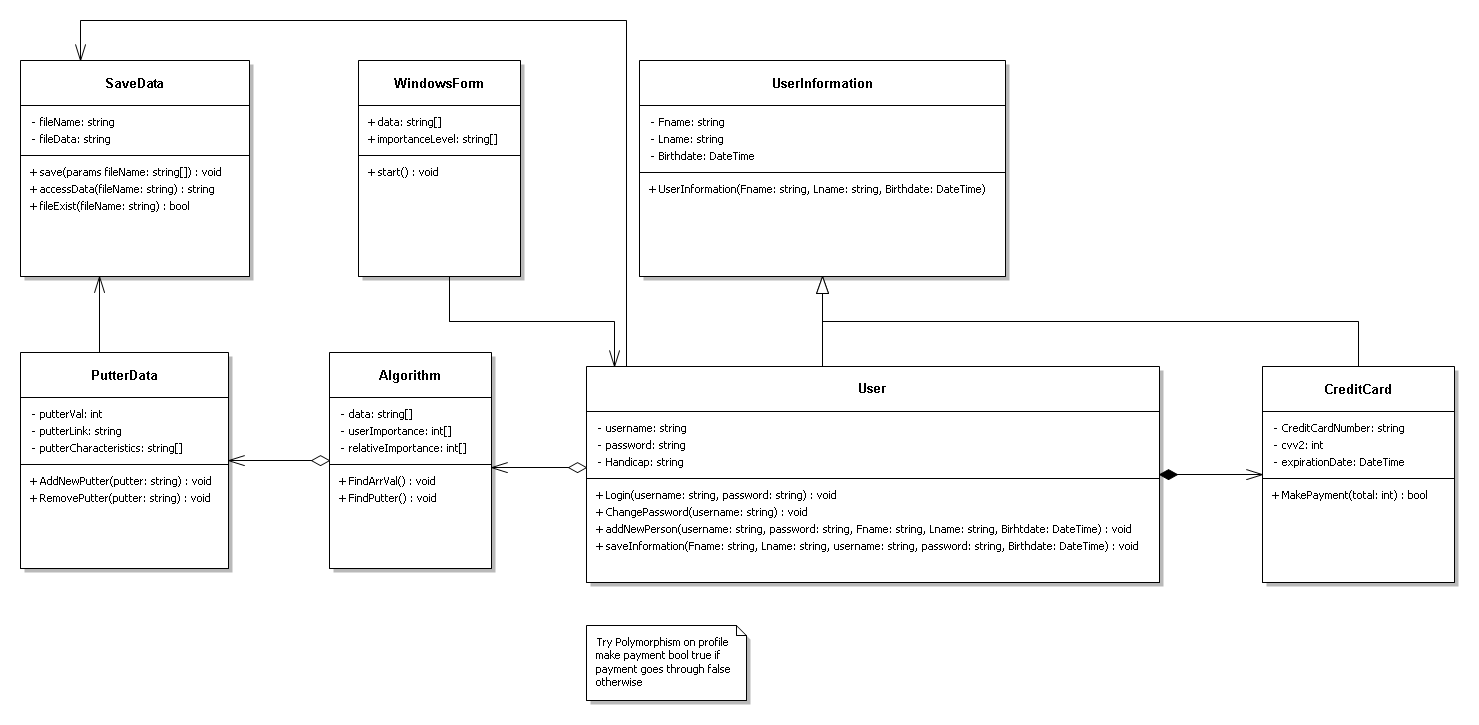 SaveData
- fileName: string
- fileData: string
+ save(params fileName: string[]) : void
+ accessData(fileName: string) : string
+ fileExist(fileName: string) : bool
WindowsForm
+ data: string[]
+ importanceLevel: string[]
+ start() : void
UserInformation
- Fname: string
- Lname: string
- Birthdate: DateTime
+ UserInformation(Fname: string, Lname: string, Birthdate: DateTime)
PutterData
- putterVal: int
- putterLink: string
- putterCharacteristics: string[]
+ AddNewPutter(putter: string) : void
+ RemovePutter(putter: string) : void
Algorithm
- data: string[]
- userImportance: int[]
- relativeImportance: int[]
+ FindArrVal() : void
+ FindPutter() : void
User
- username: string
- password: string
- Handicap: string
+ Login(username: string, password: string) : void
+ ChangePassword(username: string) : void
+ addNewPerson(username: string, password: string, Fname: string, Lname: string, Birhtdate: DateTime) : void
+ saveInformation(Fname: string, Lname: string, username: string, password: string, Birthdate: DateTime) : void
CreditCard
- CreditCardNumber: string
- cvv2: int
- expirationDate: DateTime
+ MakePayment(total: int) : bool
Try Polymorphism on profile
make payment bool true if
payment goes through false
otherwise